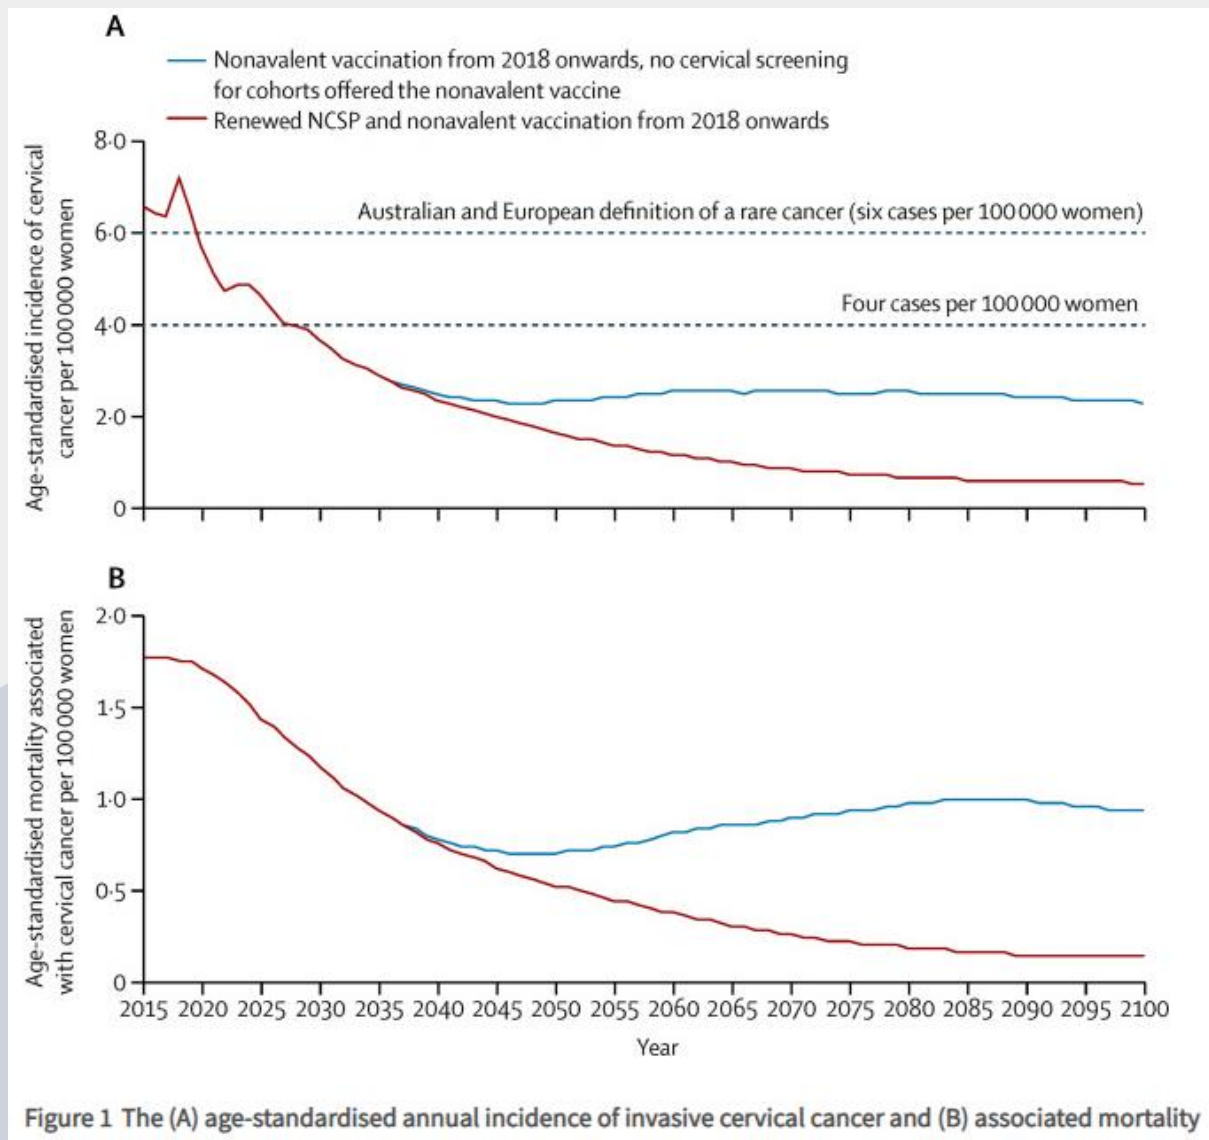 A
Nonavalent vaccination from 2018 onwards, no cervical screening
for cohorts offered the nonavalent vaccine
Renewed NCSP and nonavalent vaccination from 2018 onwards
Age-standardised incidence of cervical
cancer per 100 000 women
8·0
6·0
4·0
2·0
0
Australian and European definition of a rare cancer (six cases per 100 000 women)
Four cases per 100 000 women
B
Age-standardised mortality associated
with cervical cancer per 100 000 women
2·0
1·5
1·0
0·5
0
2015 2020 2025 2030 2035 2040 2045 2050 2055 2060 2065 2070 2075 2080 2085 2090 2095 2100
Year
Figure 1 The (A) age-standardised annual incidence of invasive cervical cancer and (B) associated mortality